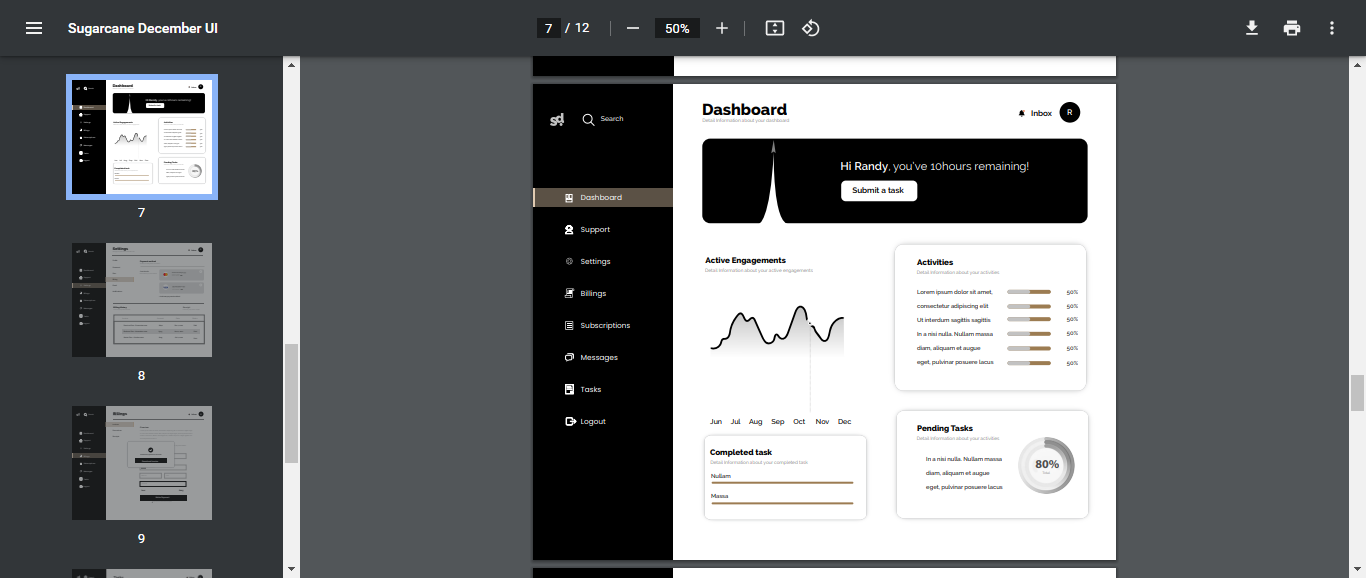 Sugarcane December UI
7 / 12
50%
7
8
9
sd.
Search
Dashboard
Support
Settings
Billings
Subscriptions
Messages
Tasks
Logout
Dashboard
Detail information about your dashboard
Inbox
R
Hi Randy, you've 10hours remaining!
Submit a task
Active Engagements
Detail information about your active engagements
Jun Jul Aug Sep Oct Nov Dec
Completed task
Detail information about your completed task
Nullam
Massa
Activities
Detail information about your activities
Lorem ipsum dolor sit amet, 50%
consectetur adipiscing elit 50%
Ut interdum sagittis sagittis 50%
In a nisi nulla. Nullam massa 50%
diam, aliquam et augue 50%
eget, pulvinar posuere lacus 50%
Pending Tasks
Detail information about your activities
In a nisi nulla. Nullam massa
diam, aliquam et augue
eget, pulvinar posuere lacus
80%